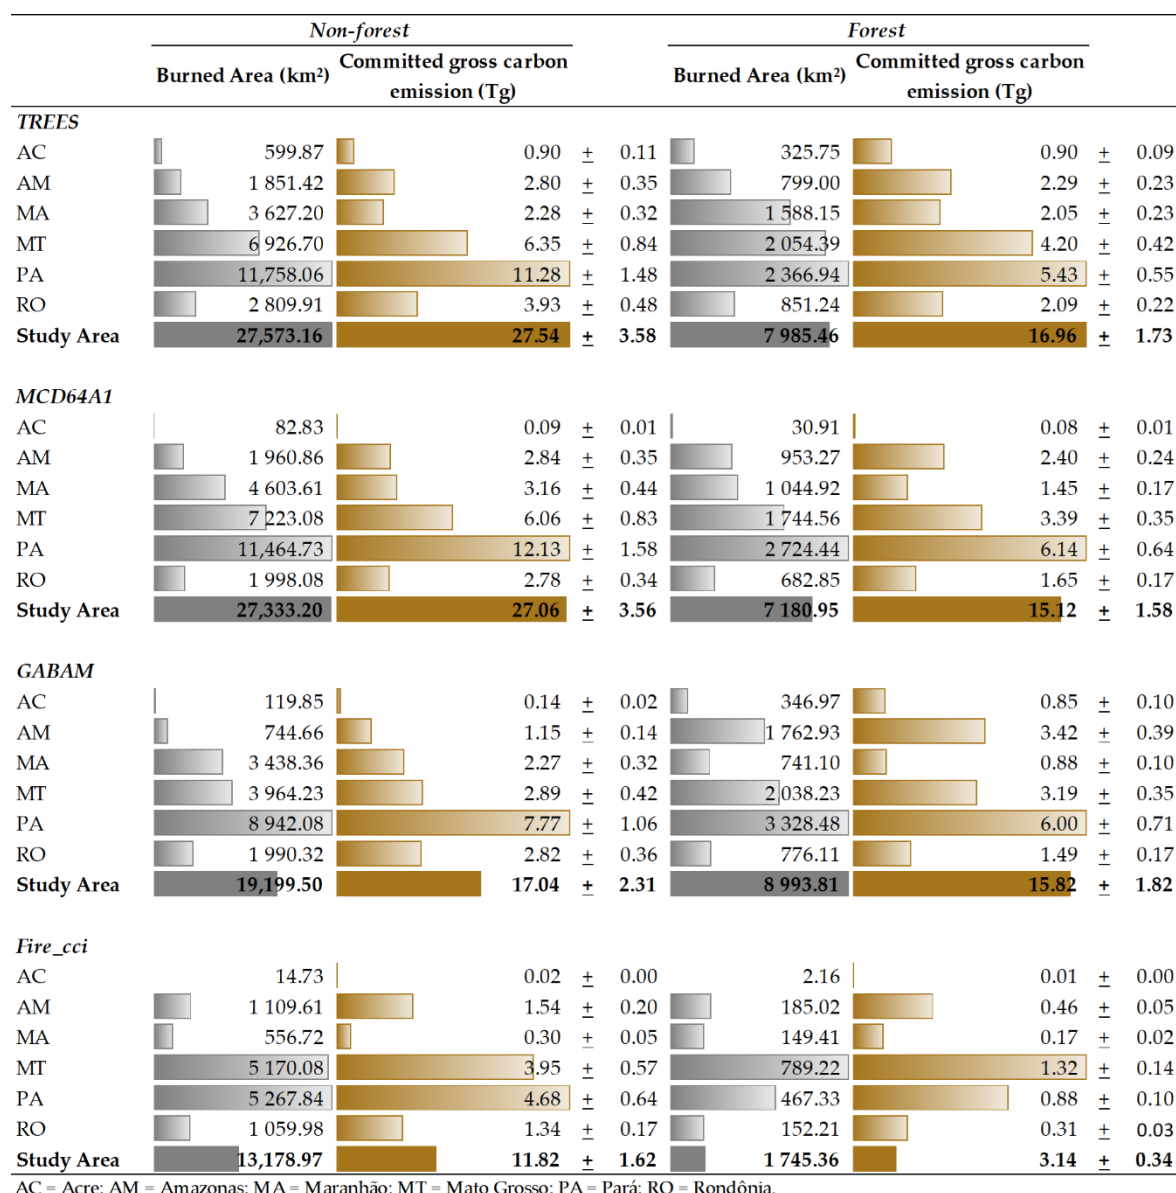 Non-forest Forest
Burned Area (km²) Committed gross carbon emission (Tg) Burned Area (km²) Committed gross carbon emission (Tg)
TREES
AC 599.87 0.90 ± 0.11 325.75 0.90 ± 0.09
AM 1 851.42 2.80 ± 0.35 799.00 2.29 ± 0.23
MA 3 627.20 2.28 ± 0.32 1 588.15 2.05 ± 0.23
MT 6 926.70 6.35 ± 0.84 2 054.39 4.20 ± 0.42
PA 11,758.06 11.28 ± 1.48 2 366.94 5.43 ± 0.55
RO 2 809.91 3.93 ± 0.48 851.24 2.09 ± 0.22
Study Area 27,573.16 27.54 ± 3.58 7 985.46 16.96 ± 1.73
MCD64A1
AC 82.83 0.09 ± 0.01 30.91 0.08 ± 0.01
AM 1 960.86 2.84 ± 0.35 953.27 2.40 ± 0.24
MA 4 603.61 3.16 ± 0.44 1 044.92 1.45 ± 0.17
MT 7 223.08 6.06 ± 0.83 1 744.56 3.39 ± 0.35
PA 11,464.73 12.13 ± 1.58 2 724.44 6.14 ± 0.64
RO 1 998.08 2.78 ± 0.34 682.85 1.65 ± 0.17
Study Area 27,333.20 27.06 ± 3.56 7 180.95 15.12 ± 1.58
GABAM
AC 119.85 0.14 ± 0.02 346.97 0.85 ± 0.10
AM 744.66 1.15 ± 0.14 1 762.93 3.42 ± 0.39
MA 3 438.36 2.27 ± 0.32 741.10 0.88 ± 0.10
MT 3 964.23 2.89 ± 0.42 2 038.23 3.19 ± 0.35
PA 8 942.08 7.77 ± 1.06 3 328.48 6.00 ± 0.71
RO 1 990.32 2.82 ± 0.36 776.11 1.49 ± 0.17
Study Area 19,199.50 17.04 ± 2.31 8 993.81 15.82 ± 1.82
Fire_cci
AC 14.73 0.02 ± 0.00 2.16 0.01 ± 0.00
AM 1 109.61 1.54 ± 0.20 185.02 0.46 ± 0.05
MA 556.72 0.30 ± 0.05 149.41 0.17 ± 0.02
MT 5 170.08 3.95 ± 0.57 789.22 1.32 ± 0.14
PA 5 267.84 4.68 ± 0.64 467.33 0.88 ± 0.10
RO 1 059.98 1.34 ± 0.17 152.21 0.31 ± 0.03
Study Area 13,178.97 11.82 ± 1.62 1 745.36 3.14 ± 0.34
AC = Acre; AM = Amazonas; MA = Maranhão; MT = Mato Grosso; PA = Pará; RO = Rondônia.